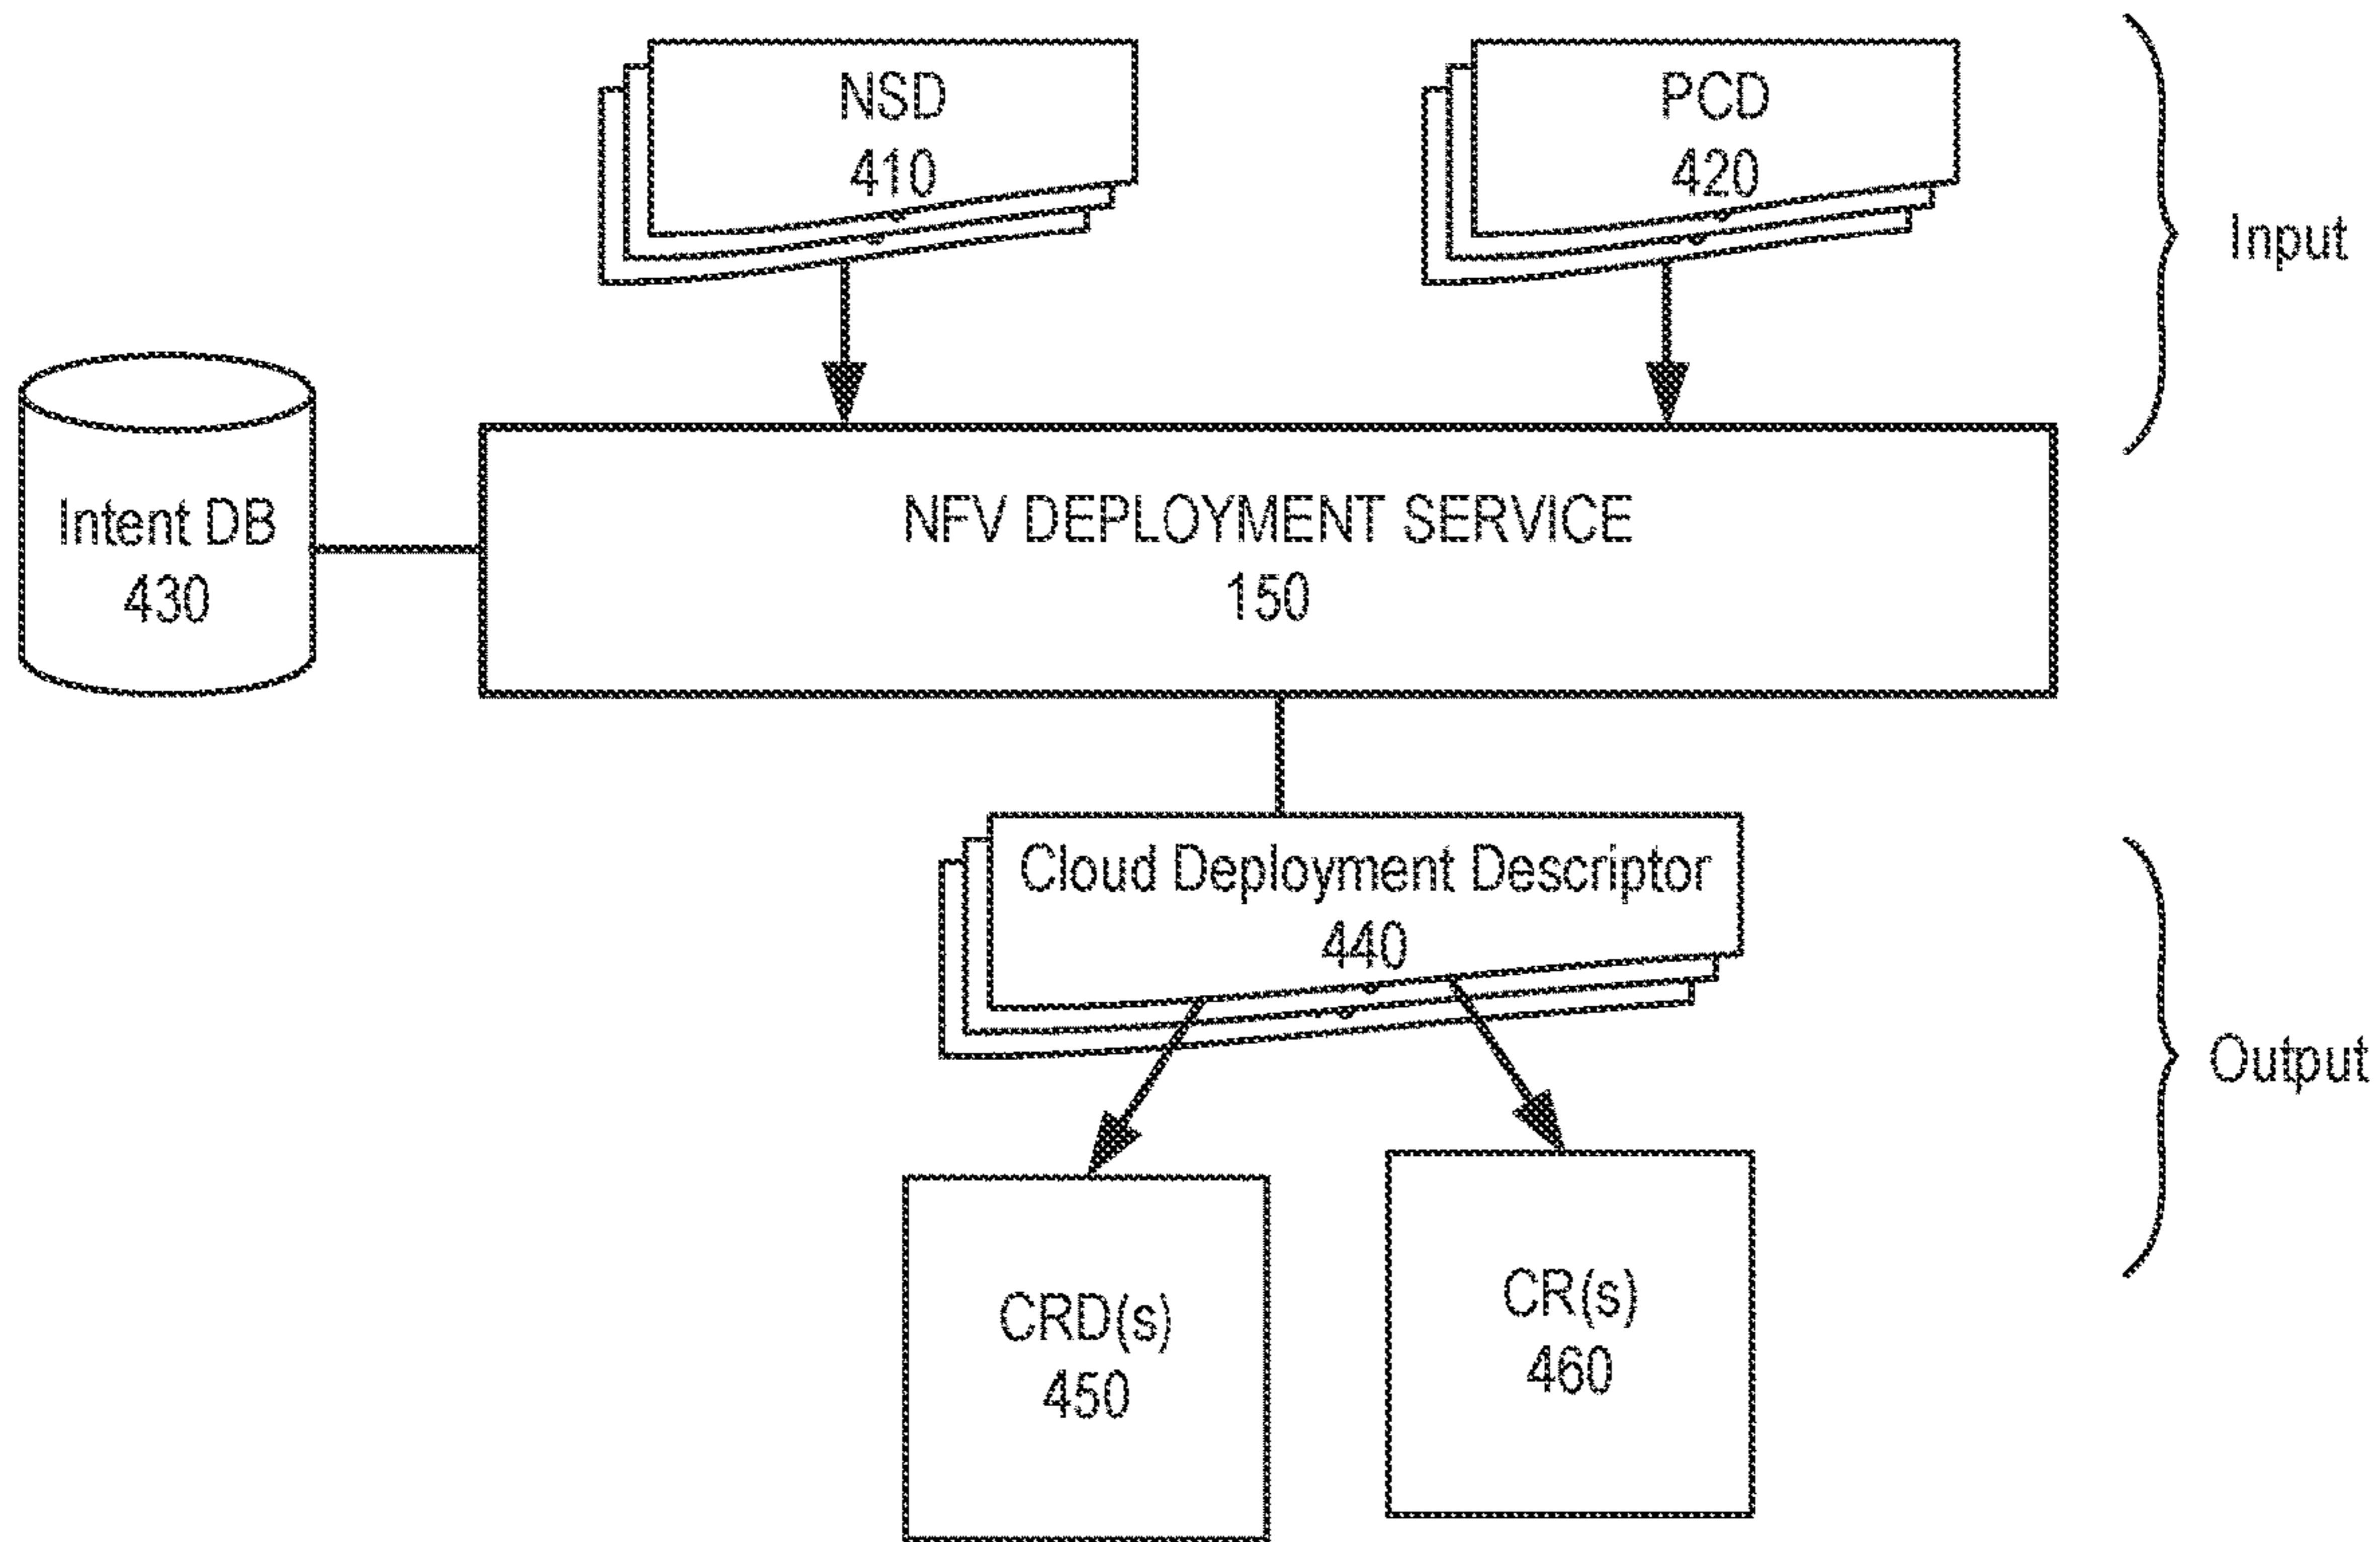 NSD
410
PCD
420
Input
Intent DB
430
NFV DEPLOYMENT SERVICE
150
Cloud Deployment Descriptor
440
Output
CRD(s)
450
CR(s)
460